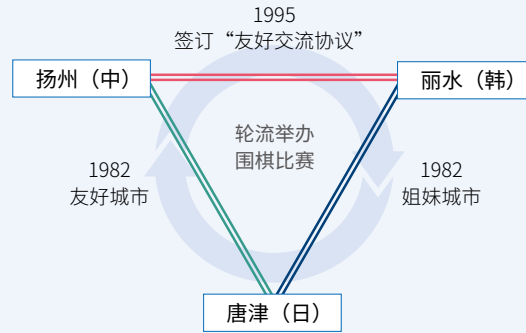 1995
签订“友好交流协议”
扬州（中）
丽水（韩）
轮流举办
围棋比赛
1982
友好城市
1982
姐妹城市
唐津（日）